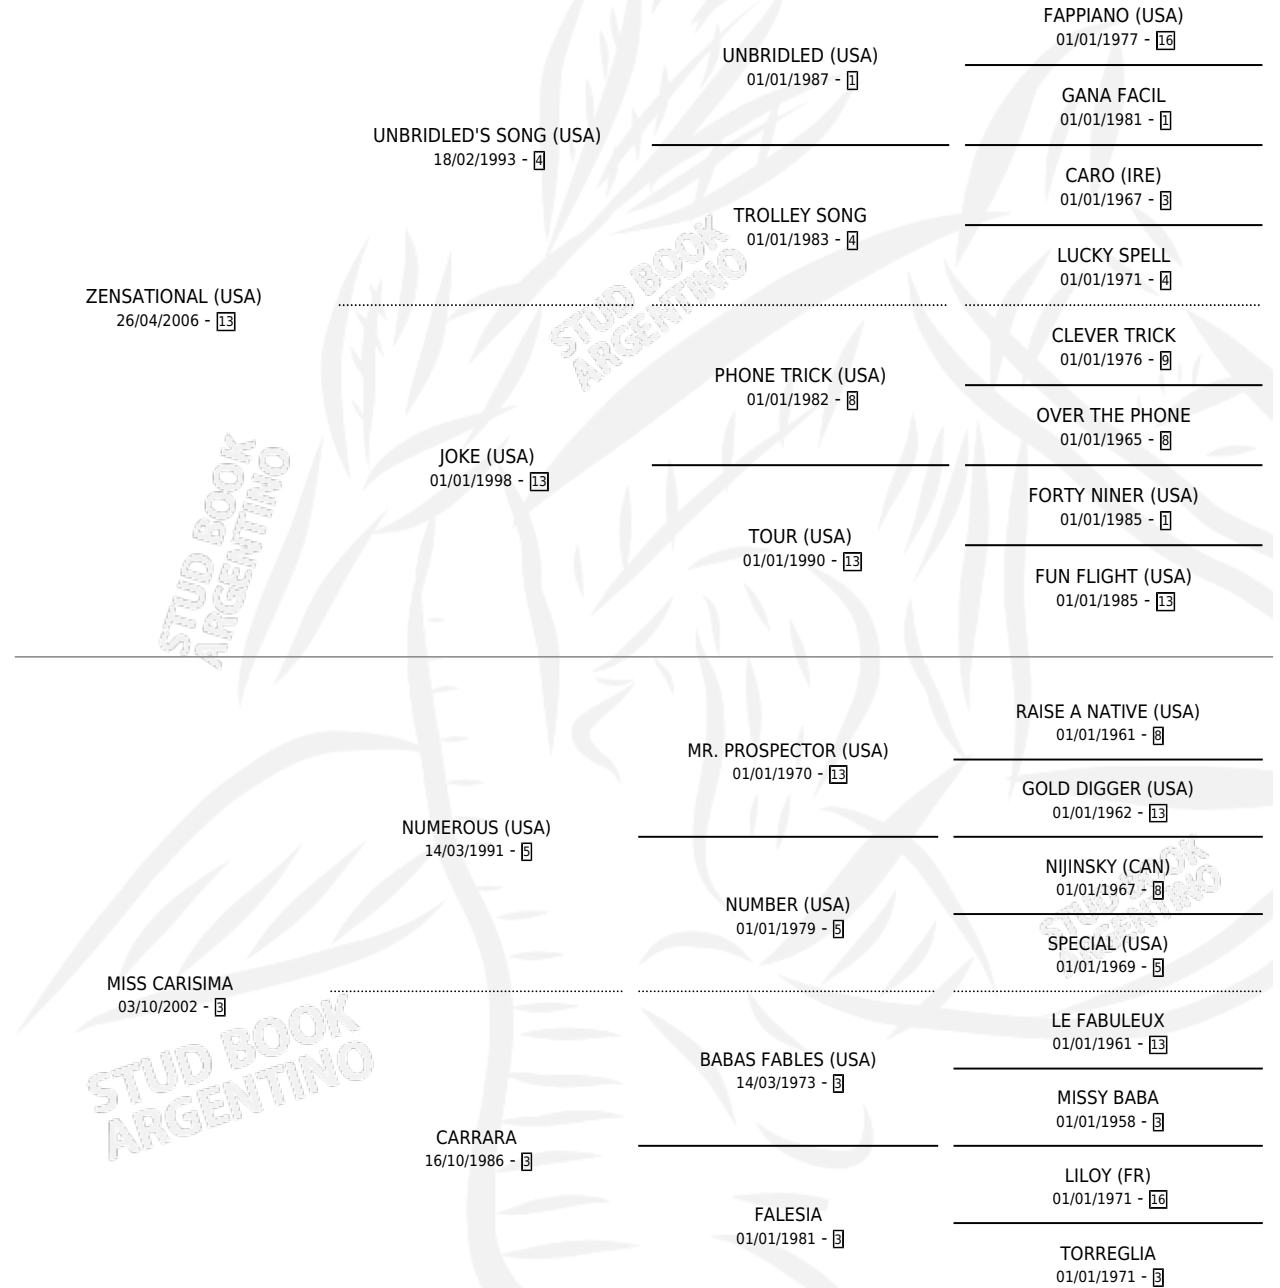 FAPPIANO (USA)
01/01/1977 - 16
UNBRIDLED (USA)
01/01/1987 - 1
GANA FACIL
01/01/1981 - 1
UNBRIDLED'S SONG (USA)
18/02/1993 - 4
CARO (IRE)
01/01/1967 - 3
TROLLEY SONG
01/01/1983 - 4
LUCKY SPELL
01/01/1971 - 4
ZENSATIONAL (USA)
26/04/2006 - 13
STUD BOOK
ARGENTINO
CLEVER TRICK
01/01/1976 - 9
PHONE TRICK (USA)
01/01/1982 - 8
OVER THE PHONE
01/01/1965 - 8
JOKE (USA)
01/01/1998 - 13
FORTY NINER (USA)
01/01/1985 - 1
TOUR (USA)
01/01/1990 - 13
FUN FLIGHT (USA)
01/01/1985 - 13
STUD BOOK
ARGENTINO
RAISE A NATIVE (USA)
01/01/1961 - 8
MR. PROSPECTOR (USA)
01/01/1970 - 13
GOLD DIGGER (USA)
01/01/1962 - 13
NUMEROUS (USA)
14/03/1991 - 5
NIJINSKY (CAN)
01/01/1967 - 8
NUMBER (USA)
01/01/1979 - 5
SPECIAL (USA)
01/01/1969 - 5
STUD BOOK
ARGENTINO
MISS CARISIMA
03/10/2002 - 3
LE FABULEUX
01/01/1961 - 13
BABAS FABLES (USA)
14/03/1973 - 3
MISSY BABA
01/01/1958 - 3
STUD BOOK
ARGENTINO
CARRARA
16/10/1986 - 3
LILOY (FR)
01/01/1971 - 16
FALESIA
01/01/1981 - 3
TORREGLIA
01/01/1971 - 3